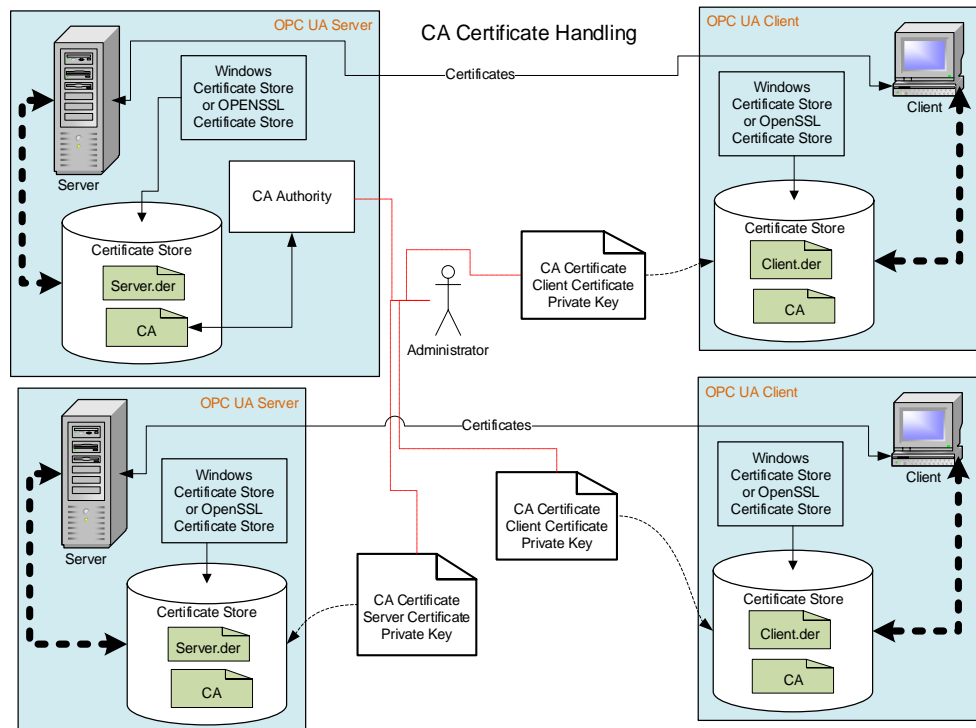 OPC UA Server
CA Certificate Handling
OPC UA Client
Certificates
Windows
Certificate Store
or OPENSSL
Certificate Store
Server
Windows
Certificate Store
or OpenSSL
Certificate Store
Client
CA Authority
Certificate Store
Server.der
CA
CA Certificate
Client Certificate
Private Key
Administrator
Certificate Store
Client.der
CA
OPC UA Server
OPC UA Client
Certificates
Windows
Certificate Store
or OpenSSL
Certificate Store
Server
Windows
Certificate Store
or OpenSSL
Certificate Store
Client
CA Certificate
Client Certificate
Private Key
CA Certificate
Server Certificate
Private Key
Certificate Store
Server.der
CA
Certificate Store
Client.der
CA